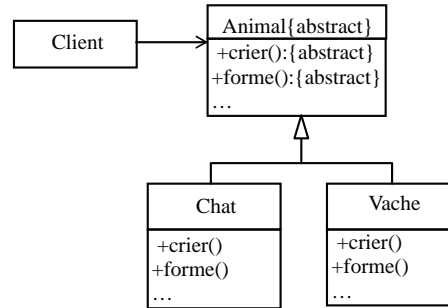 Client
Animal{abstract}
+crier():{abstract}
+forme():{abstract}
…
Chat
+crier()
+forme()
…
Vache
+crier()
+forme()
…